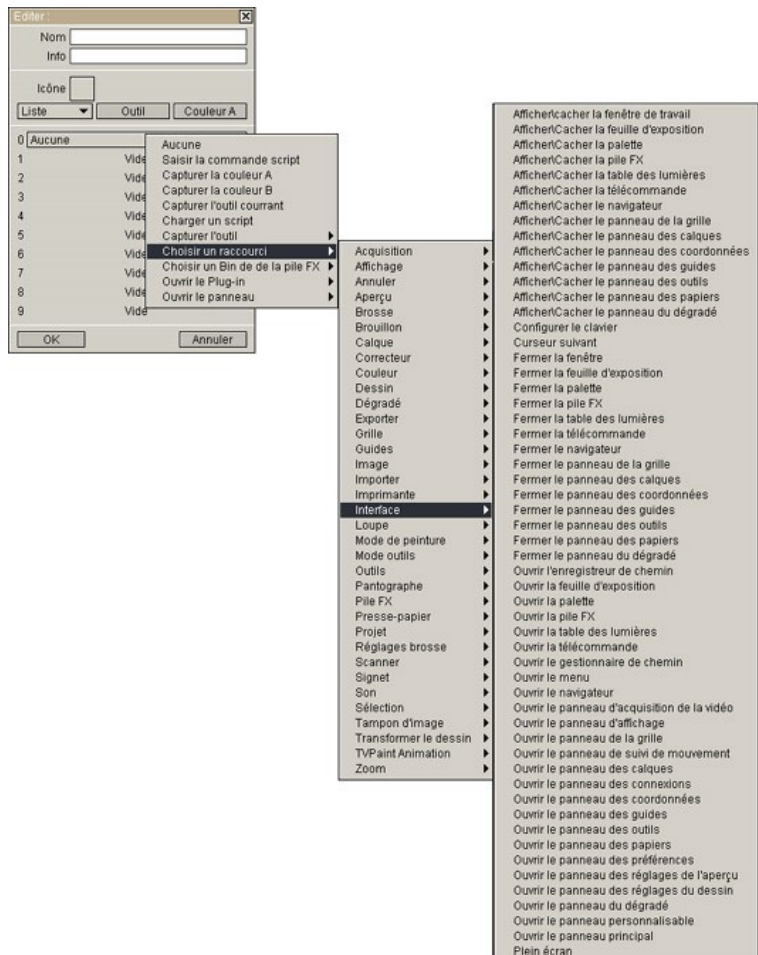 Editer :
Nom
Info
Icône
Liste Outil Couleur A
0 Aucune
1 Vide
2 Vide
3 Vide
4 Vide
5 Vide
6 Vide
7 Vide
8 Vide
9 Vide
OK Annuler
Aucune
Saisir la commande script
Capturer la couleur A
Capturer la couleur B
Capturer l'outil courrant
Charger un script
Capturer l'outil
Choisir un raccourci
Choisir un Bin de de la pile FX
Ouvrir le Plug-in
Ouvrir le panneau
Acquisition
Affichage
Annuler
Aperçu
Brosse
Brouillon
Calque
Correcteur
Couleur
Dessin
Dégradé
Exporter
Grille
Guides
Image
Importer
Imprimante
Interface
Loupe
Mode de peinture
Mode outils
Outils
Pantographe
Pile FX
Presse-papier
Projet
Réglages brosse
Scanner
Signet
Son
Sélection
Tampon d'image
Transformer le dessin
TVPaint Animation
Zoom
Afficher\cacher la fenêtre de travail
Afficher\Cacher la feuille d'exposition
Afficher\Cacher la palette
Afficher\Cacher la pile FX
Afficher\Cacher la table des lumières
Afficher\Cacher la télécommande
Afficher\Cacher le navigateur
Afficher\Cacher le panneau de la grille
Afficher\Cacher le panneau des calques
Afficher\Cacher le panneau des coordonnées
Afficher\Cacher le panneau des guides
Afficher\Cacher le panneau des outils
Afficher\Cacher le panneau des papiers
Afficher\Cacher le panneau du dégradé
Configurer le clavier
Curseur suivant
Fermer la fenêtre
Fermer la feuille d'exposition
Fermer la palette
Fermer la pile FX
Fermer la table des lumières
Fermer la télécommande
Fermer le navigateur
Fermer le panneau de la grille
Fermer le panneau des calques
Fermer le panneau des coordonnées
Fermer le panneau des guides
Fermer le panneau des outils
Fermer le panneau des papiers
Fermer le panneau du dégradé
Ouvrir l'enregistreur de chemin
Ouvrir la feuille d'exposition
Ouvrir la palette
Ouvrir la pile FX
Ouvrir la table des lumières
Ouvrir la télécommande
Ouvrir le gestionnaire de chemin
Ouvrir le menu
Ouvrir le navigateur
Ouvrir le panneau d'acquisition de la vidéo
Ouvrir le panneau d'affichage
Ouvrir le panneau de la grille
Ouvrir le panneau de suivi de mouvement
Ouvrir le panneau des calques
Ouvrir le panneau des connexions
Ouvrir le panneau des coordonnées
Ouvrir le panneau des guides
Ouvrir le panneau des outils
Ouvrir le panneau des papiers
Ouvrir le panneau des préférences
Ouvrir le panneau des réglages de l'aperçu
Ouvrir le panneau des réglages du dessin
Ouvrir le panneau du dégradé
Ouvrir le panneau personnalisable
Ouvrir le panneau principal
Plein écran